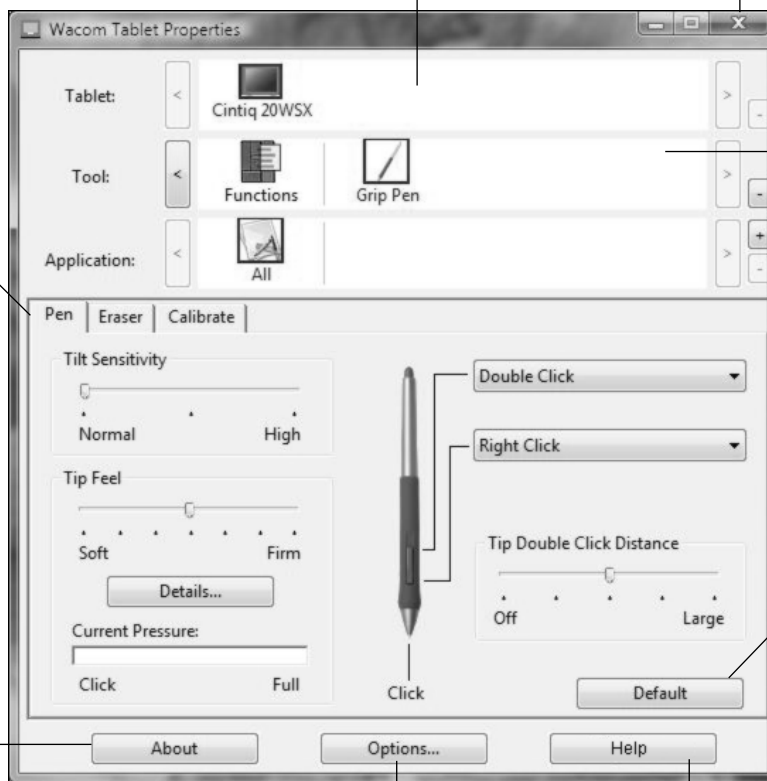 Wacom Tablet Properties
Tablet:
<
Cintiq 20WSX
>
-
Tool:
<
Functions
Grip Pen
>
-
Application:
<
All
>
+
-
Pen
Eraser
Calibrate
Tilt Sensitivity
Normal
High
Tip Feel
Soft
Firm
Details...
Current Pressure:
Click
Full
Click
Double Click
Right Click
Tip Double Click Distance
Off
Large
Default
About
Options...
Help